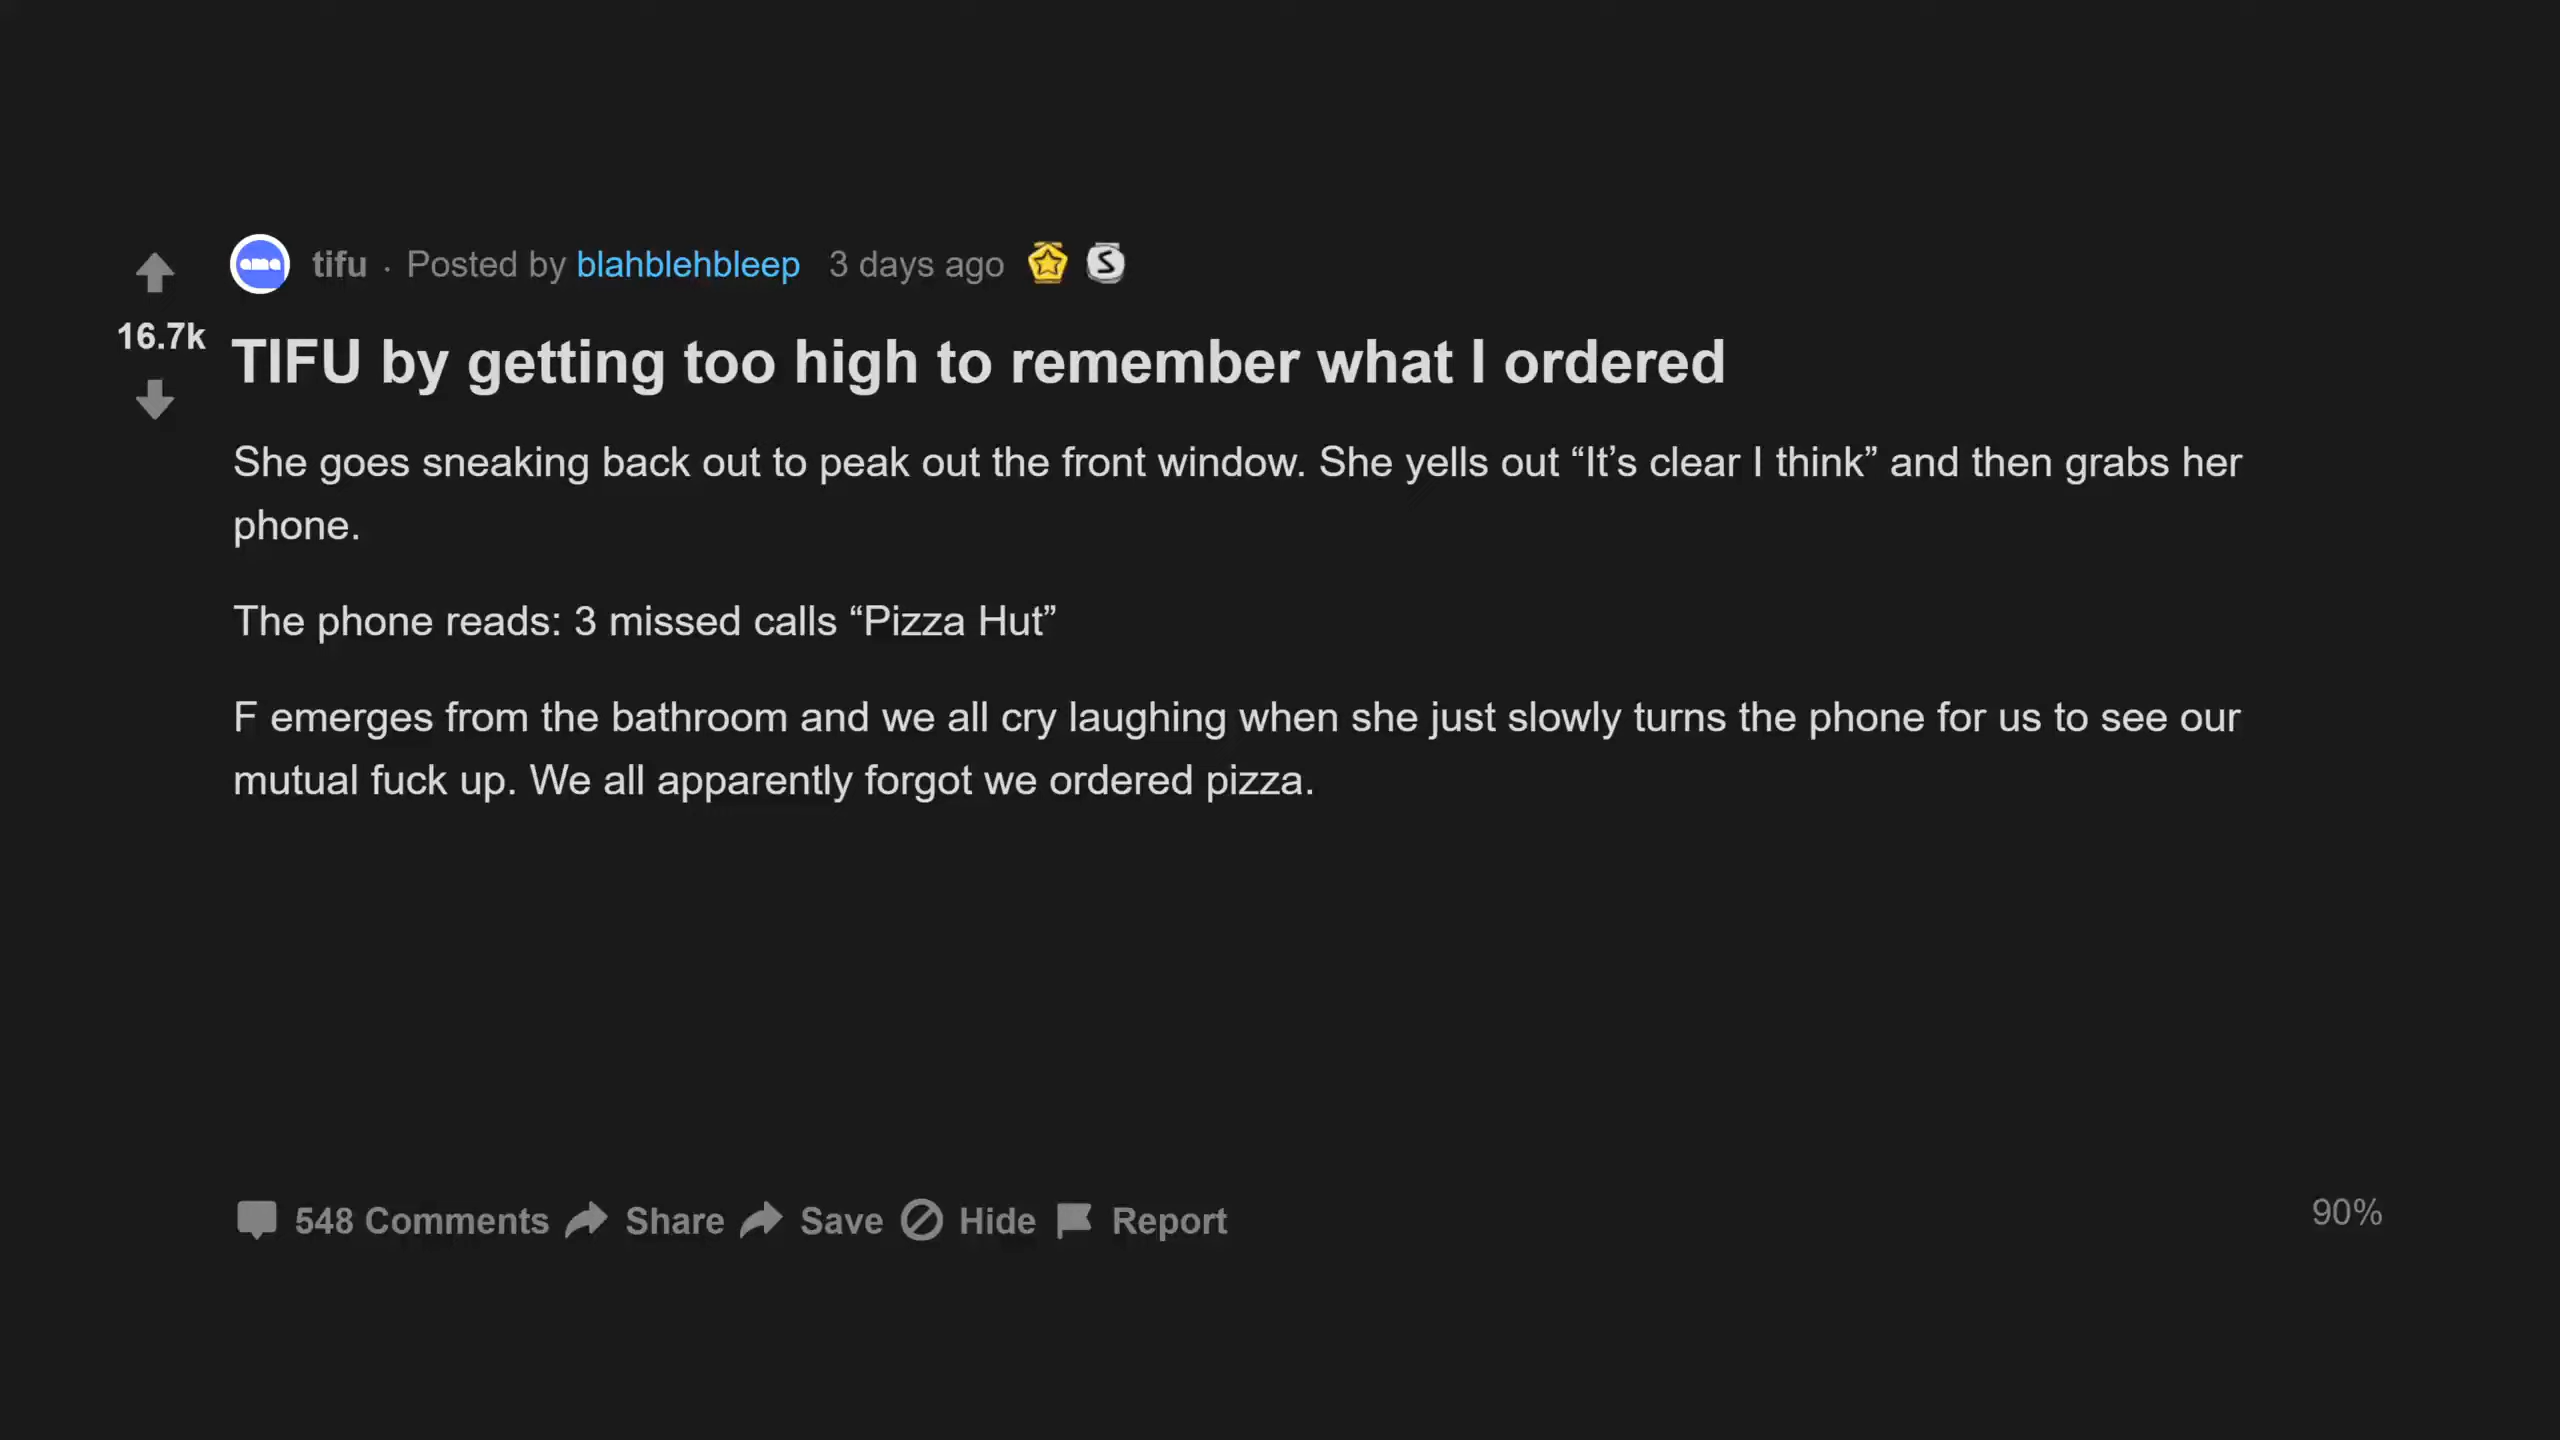 tifu · Posted by blahblehbleep 3 days ago
16.7k
TIFU by getting too high to remember what I ordered
She goes sneaking back out to peak out the front window. She yells out “It’s clear I think” and then grabs her
phone.
The phone reads: 3 missed calls “Pizza Hut”
F emerges from the bathroom and we all cry laughing when she just slowly turns the phone for us to see our
mutual fuck up. We all apparently forgot we ordered pizza.
548 Comments Share Save Hide Report
90%